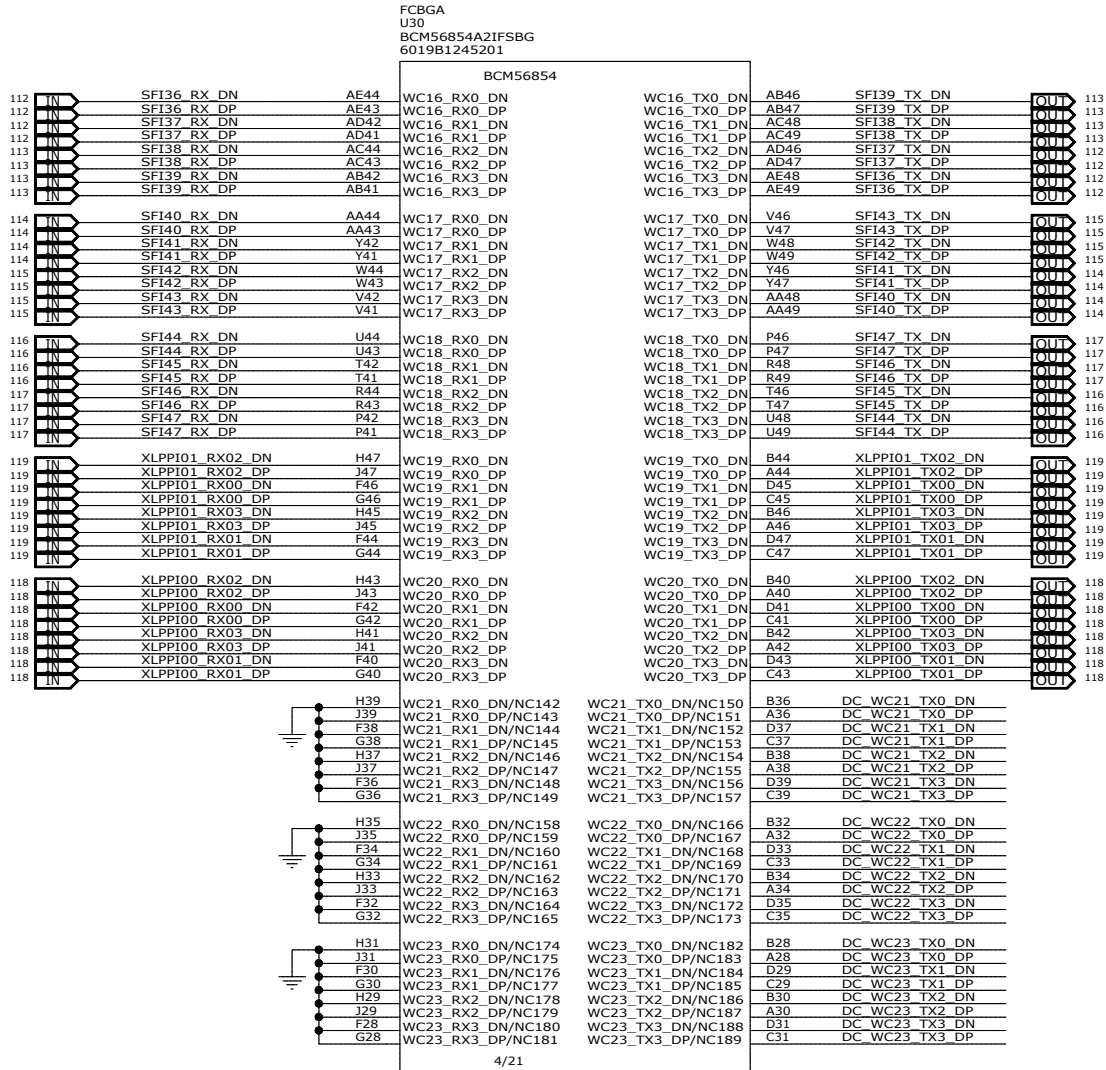 FCBGA
U30
BCM56854A2IFSBG
6019B1245201
BCM56854
112 IN SFI36_RX_DN AE44 WC16_RX0_DN WC16_TX0_DN AB46 SFI39_TX_DN OUT 113
112 IN SFI36_RX_DP AE43 WC16_RX0_DP WC16_TX0_DP AB47 SFI39_TX_DP OUT 113
112 IN SFI37_RX_DN AD42 WC16_RX1_DN WC16_TX1_DN AC48 SFI38_TX_DN OUT 113
112 IN SFI37_RX_DP AD41 WC16_RX1_DP WC16_TX1_DP AC49 SFI38_TX_DP OUT 113
113 IN SFI38_RX_DN AC44 WC16_RX2_DN WC16_TX2_DN AD46 SFI37_TX_DN OUT 112
113 IN SFI38_RX_DP AC43 WC16_RX2_DP WC16_TX2_DP AD47 SFI37_TX_DP OUT 112
113 IN SFI39_RX_DN AB42 WC16_RX3_DN WC16_TX3_DN AE48 SFI36_TX_DN OUT 112
113 IN SFI39_RX_DP AB41 WC16_RX3_DP WC16_TX3_DP AE49 SFI36_TX_DP OUT 112
114 IN SFI40_RX_DN AA44 WC17_RX0_DN WC17_TX0_DN V46 SFI43_TX_DN OUT 115
114 IN SFI40_RX_DP AA43 WC17_RX0_DP WC17_TX0_DP V47 SFI43_TX_DP OUT 115
114 IN SFI41_RX_DN Y42 WC17_RX1_DN WC17_TX1_DN W48 SFI42_TX_DN OUT 115
114 IN SFI41_RX_DP Y41 WC17_RX1_DP WC17_TX1_DP W49 SFI42_TX_DP OUT 115
115 IN SFI42_RX_DN W44 WC17_RX2_DN WC17_TX2_DN Y46 SFI41_TX_DN OUT 114
115 IN SFI42_RX_DP W43 WC17_RX2_DP WC17_TX2_DP Y47 SFI41_TX_DP OUT 114
115 IN SFI43_RX_DN V42 WC17_RX3_DN WC17_TX3_DN AA48 SFI40_TX_DN OUT 114
115 IN SFI43_RX_DP V41 WC17_RX3_DP WC17_TX3_DP AA49 SFI40_TX_DP OUT 114
116 IN SFI44_RX_DN U44 WC18_RX0_DN WC18_TX0_DN P46 SFI47_TX_DN OUT 117
116 IN SFI44_RX_DP U43 WC18_RX0_DP WC18_TX0_DP P47 SFI47_TX_DP OUT 117
116 IN SFI45_RX_DN T42 WC18_RX1_DN WC18_TX1_DN R48 SFI46_TX_DN OUT 117
116 IN SFI45_RX_DP T41 WC18_RX1_DP WC18_TX1_DP R49 SFI46_TX_DP OUT 117
117 IN SFI46_RX_DN R44 WC18_RX2_DN WC18_TX2_DN T46 SFI45_TX_DN OUT 116
117 IN SFI46_RX_DP R43 WC18_RX2_DP WC18_TX2_DP T47 SFI45_TX_DP OUT 116
117 IN SFI47_RX_DN P42 WC18_RX3_DN WC18_TX3_DN U48 SFI44_TX_DN OUT 116
117 IN SFI47_RX_DP P41 WC18_RX3_DP WC18_TX3_DP U49 SFI44_TX_DP OUT 116
119 IN XLPPI01_RX02_DN H47 WC19_RX0_DN WC19_TX0_DN B44 XLPPI01_TX02_DN OUT 119
119 IN XLPPI01_RX02_DP J47 WC19_RX0_DP WC19_TX0_DP A44 XLPPI01_TX02_DP OUT 119
119 IN XLPPI01_RX00_DN F46 WC19_RX1_DN WC19_TX1_DN D45 XLPPI01_TX00_DN OUT 119
119 IN XLPPI01_RX00_DP G46 WC19_RX1_DP WC19_TX1_DP C45 XLPPI01_TX00_DP OUT 119
119 IN XLPPI01_RX03_DN H45 WC19_RX2_DN WC19_TX2_DN B46 XLPPI01_TX03_DN OUT 119
119 IN XLPPI01_RX03_DP J45 WC19_RX2_DP WC19_TX2_DP A46 XLPPI01_TX03_DP OUT 119
119 IN XLPPI01_RX01_DN F44 WC19_RX3_DN WC19_TX3_DN D47 XLPPI01_TX01_DN OUT 119
119 IN XLPPI01_RX01_DP G44 WC19_RX3_DP WC19_TX3_DP C47 XLPPI01_TX01_DP OUT 119
118 IN XLPPI00_RX02_DN H43 WC20_RX0_DN WC20_TX0_DN B40 XLPPI00_TX02_DN OUT 118
118 IN XLPPI00_RX02_DP J43 WC20_RX0_DP WC20_TX0_DP A40 XLPPI00_TX02_DP OUT 118
118 IN XLPPI00_RX00_DN F42 WC20_RX1_DN WC20_TX1_DN D41 XLPPI00_TX00_DN OUT 118
118 IN XLPPI00_RX00_DP G42 WC20_RX1_DP WC20_TX1_DP C41 XLPPI00_TX00_DP OUT 118
118 IN XLPPI00_RX03_DN H41 WC20_RX2_DN WC20_TX2_DN B42 XLPPI00_TX03_DN OUT 118
118 IN XLPPI00_RX03_DP J41 WC20_RX2_DP WC20_TX2_DP A42 XLPPI00_TX03_DP OUT 118
118 IN XLPPI00_RX01_DN F40 WC20_RX3_DN WC20_TX3_DN D43 XLPPI00_TX01_DN OUT 118
118 IN XLPPI00_RX01_DP G40 WC20_RX3_DP WC20_TX3_DP C43 XLPPI00_TX01_DP OUT 118
H39 WC21_RX0_DN/NC142 WC21_TX0_DN/NC150 B36 DC_WC21_TX0_DN
J39 WC21_RX0_DP/NC143 WC21_TX0_DP/NC151 A36 DC_WC21_TX0_DP
F38 WC21_RX1_DN/NC144 WC21_TX1_DN/NC152 D37 DC_WC21_TX1_DN
G38 WC21_RX1_DP/NC145 WC21_TX1_DP/NC153 C37 DC_WC21_TX1_DP
H37 WC21_RX2_DN/NC146 WC21_TX2_DN/NC154 B38 DC_WC21_TX2_DN
J37 WC21_RX2_DP/NC147 WC21_TX2_DP/NC155 A38 DC_WC21_TX2_DP
F36 WC21_RX3_DN/NC148 WC21_TX3_DN/NC156 D39 DC_WC21_TX3_DN
G36 WC21_RX3_DP/NC149 WC21_TX3_DP/NC157 C39 DC_WC21_TX3_DP
H35 WC22_RX0_DN/NC158 WC22_TX0_DN/NC166 B32 DC_WC22_TX0_DN
J35 WC22_RX0_DP/NC159 WC22_TX0_DP/NC167 A32 DC_WC22_TX0_DP
F34 WC22_RX1_DN/NC160 WC22_TX1_DN/NC168 D33 DC_WC22_TX1_DN
G34 WC22_RX1_DP/NC161 WC22_TX1_DP/NC169 C33 DC_WC22_TX1_DP
H33 WC22_RX2_DN/NC162 WC22_TX2_DN/NC170 B34 DC_WC22_TX2_DN
J33 WC22_RX2_DP/NC163 WC22_TX2_DP/NC171 A34 DC_WC22_TX2_DP
F32 WC22_RX3_DN/NC164 WC22_TX3_DN/NC172 D35 DC_WC22_TX3_DN
G32 WC22_RX3_DP/NC165 WC22_TX3_DP/NC173 C35 DC_WC22_TX3_DP
H31 WC23_RX0_DN/NC174 WC23_TX0_DN/NC182 B28 DC_WC23_TX0_DN
J31 WC23_RX0_DP/NC175 WC23_TX0_DP/NC183 A28 DC_WC23_TX0_DP
F30 WC23_RX1_DN/NC176 WC23_TX1_DN/NC184 D29 DC_WC23_TX1_DN
G30 WC23_RX1_DP/NC177 WC23_TX1_DP/NC185 C29 DC_WC23_TX1_DP
H29 WC23_RX2_DN/NC178 WC23_TX2_DN/NC186 B30 DC_WC23_TX2_DN
J29 WC23_RX2_DP/NC179 WC23_TX2_DP/NC187 A30 DC_WC23_TX2_DP
F28 WC23_RX3_DN/NC180 WC23_TX3_DN/NC188 D31 DC_WC23_TX3_DN
G28 WC23_RX3_DP/NC181 WC23_TX3_DP/NC189 C31 DC_WC23_TX3_DP
4/21